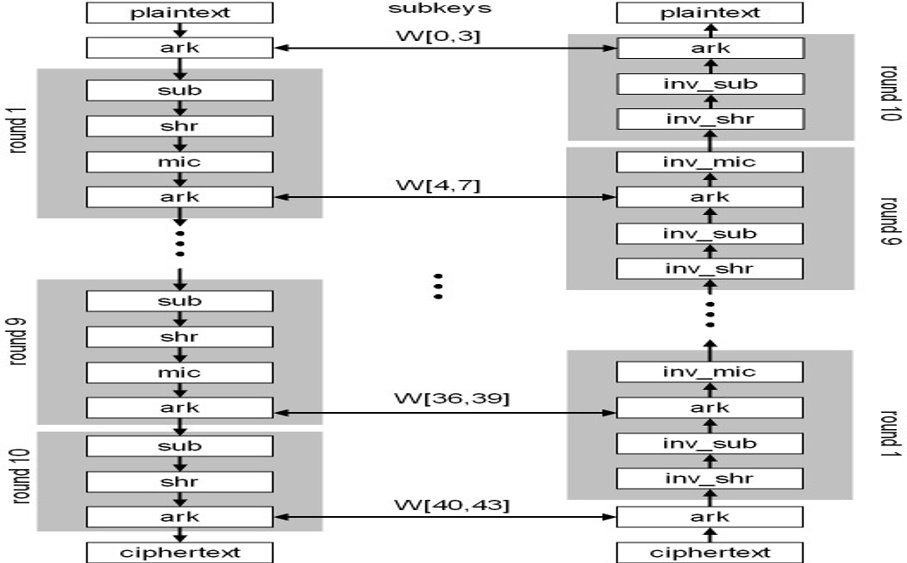 plaintext
subkeys
plaintext
ark
W[0,3]
ark
round 1
sub
shr
mic
ark
inv_sub
inv_shr
round 10
W[4,7]
inv_mic
ark
inv_sub
inv_shr
round 9
round 9
sub
shr
mic
ark
W[36,39]
inv_mic
ark
inv_sub
inv_shr
round 1
round 10
sub
shr
ark
W[40,43]
ark
ciphertext
ciphertext